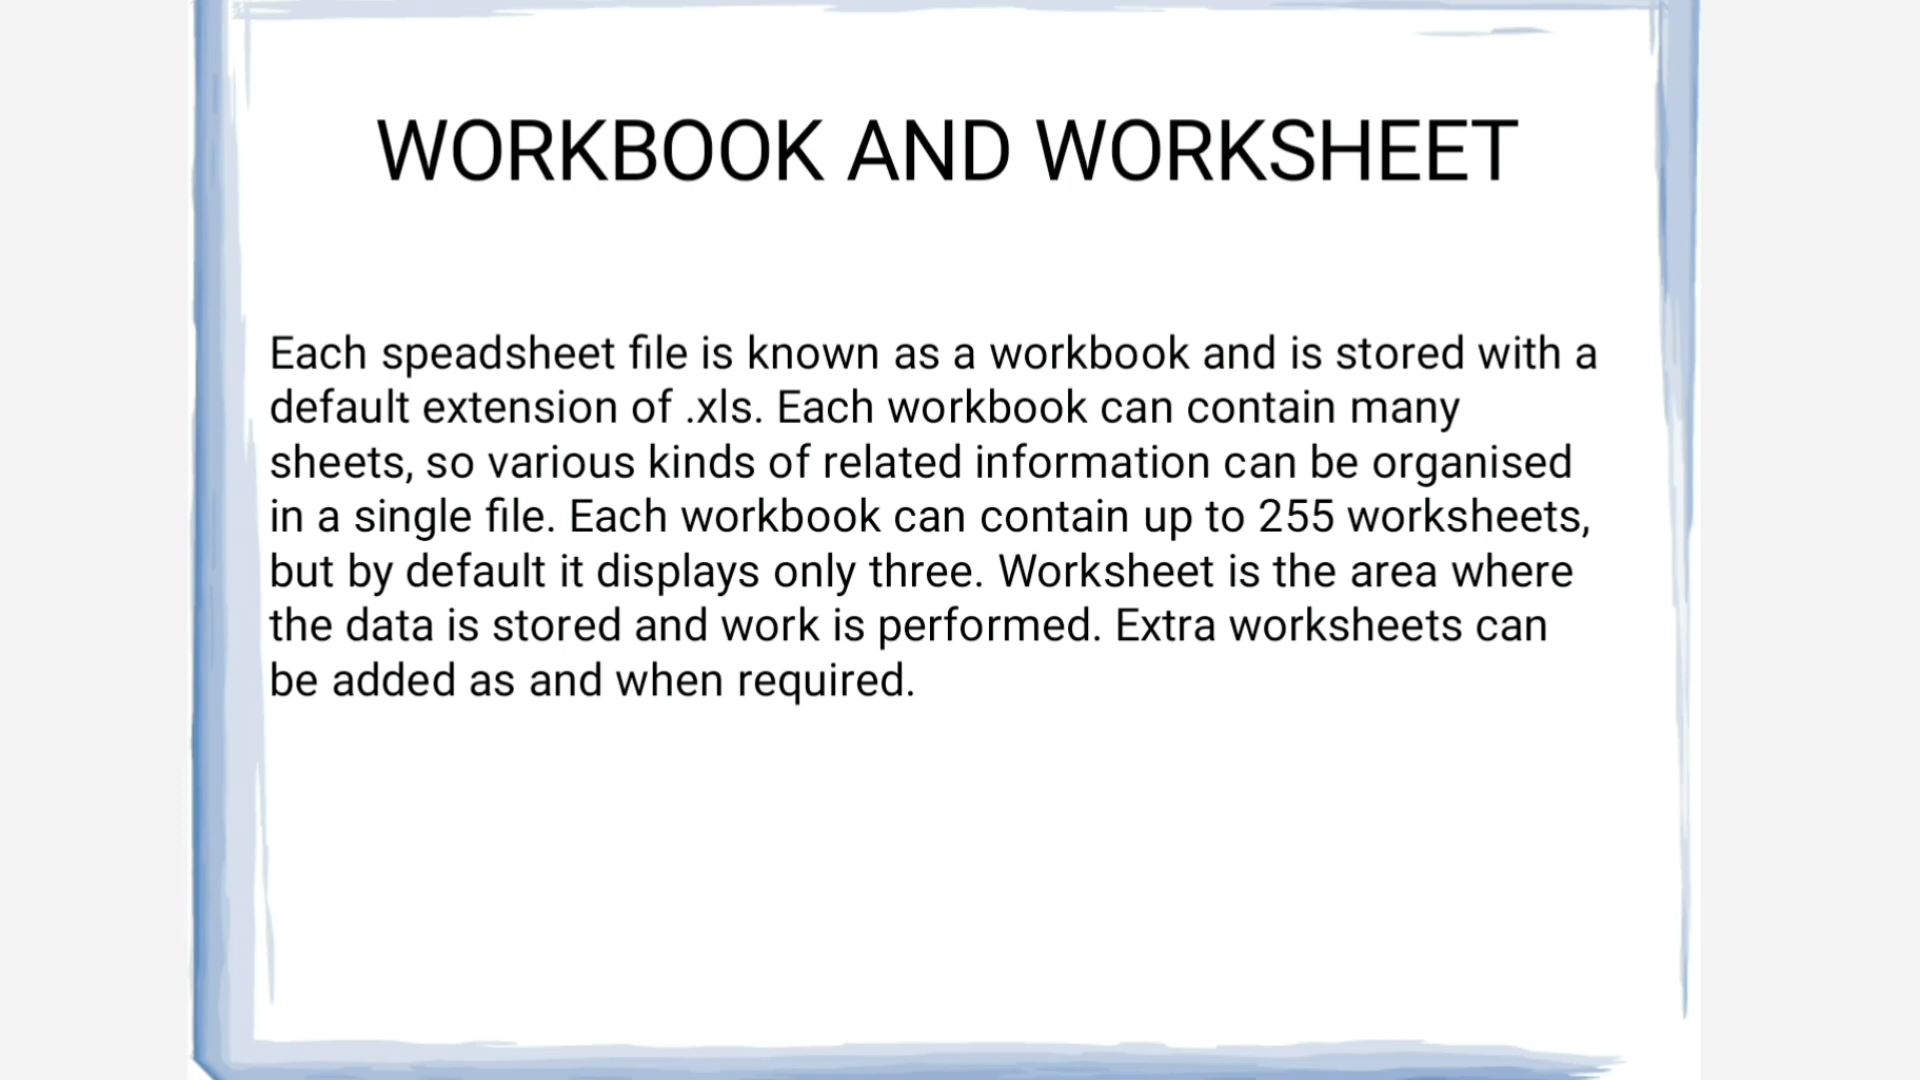 WORKBOOK AND WORKSHEET
Each speadsheet file is known as a workbook and is stored with a
default extension of .xls. Each workbook can contain many
sheets, so various kinds of related information can be organised
in a single file. Each workbook can contain up to 255 worksheets,
but by default it displays only three. Worksheet is the area where
the data is stored and work is performed. Extra worksheets can
be added as and when required.